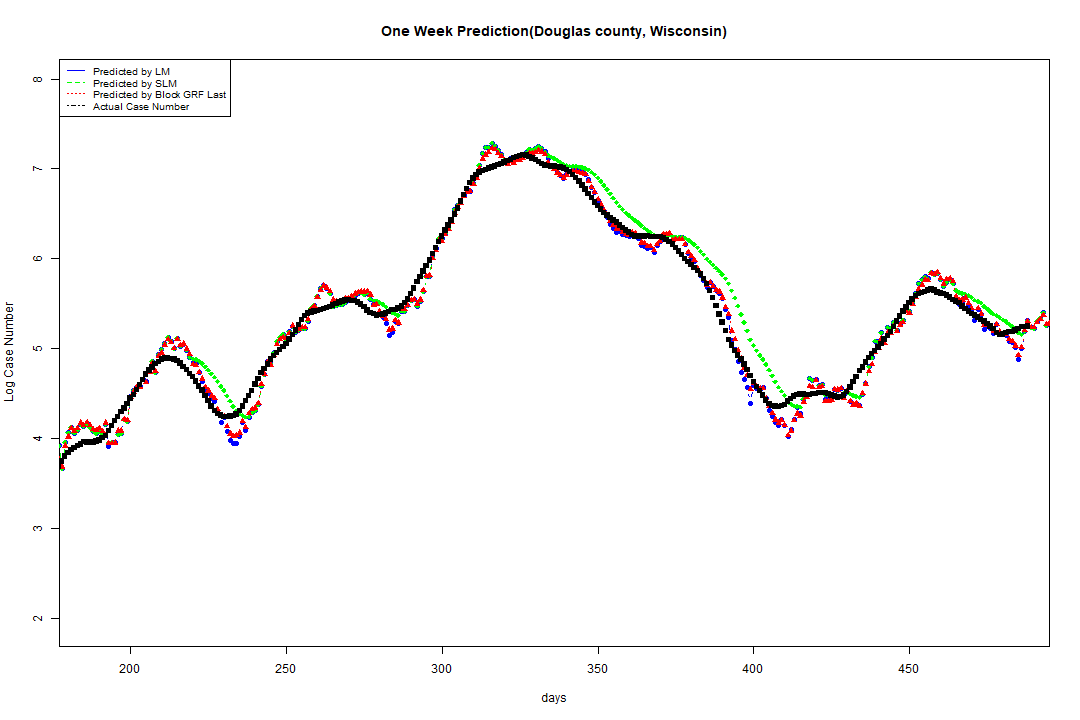 One Week Prediction(Douglas county, Wisconsin)
Predicted by LM
Predicted by SLM
Predicted by Block GRF Last
Actual Case Number
8
7
6
5
4
3
2
Log Case Number
200 250 300 350 400 450
days